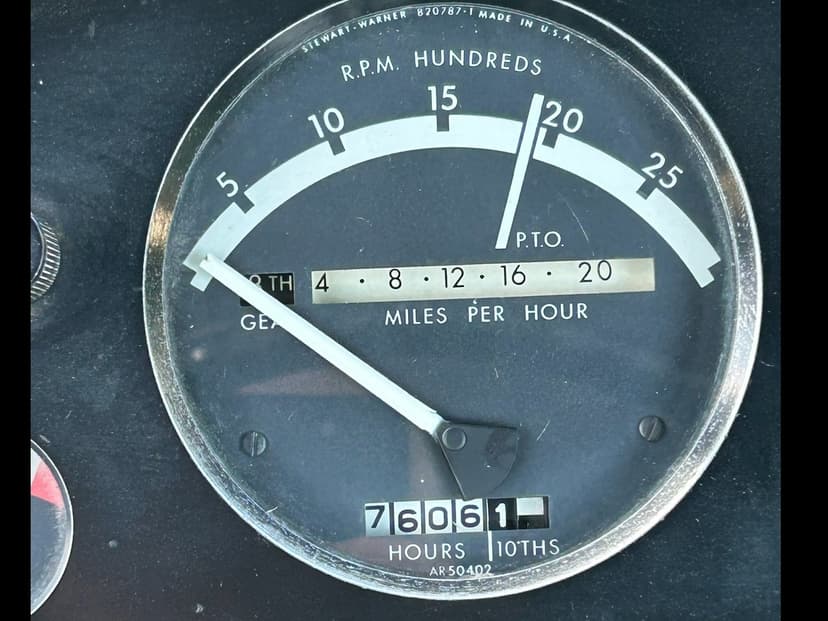 STEWART-WARNER 820787-1 MADE IN U.S.A.
R.P.M. HUNDREDS
5 10 15 20 25
P.T.O.
TH 4 · 8 · 12 · 16 · 20
MILES PER HOUR
76061
HOURS 10THS
AR50402